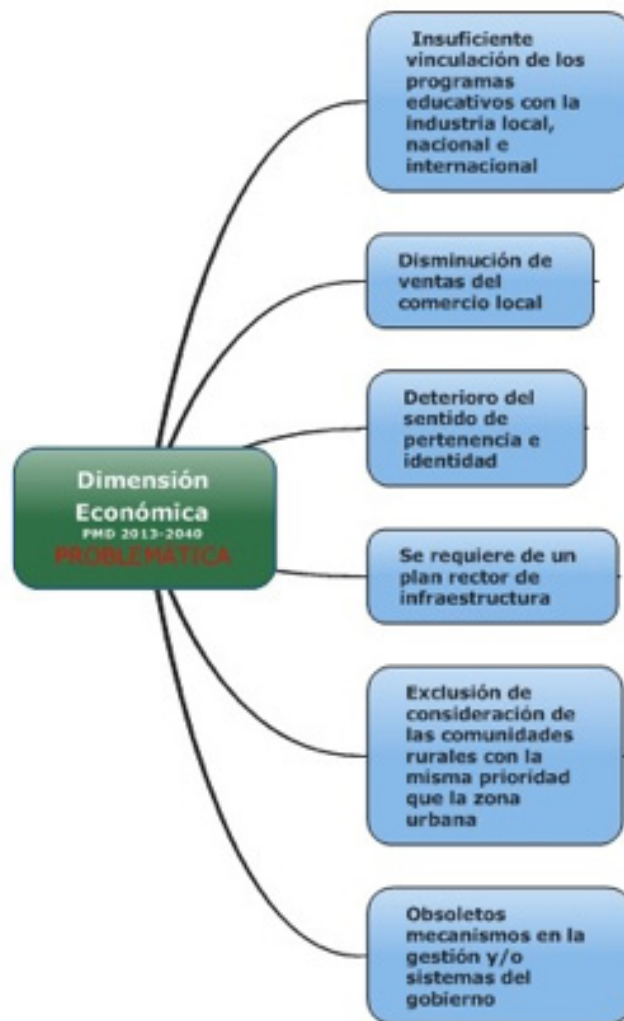 Insuficiente
vinculación de los
programas
educativos con la
industria local,
nacional e
internacional
Disminución de
ventas del
comercio local
Deterioro del
sentido de
pertenencia e
identidad
Dimensión
Económica
PMD 2013-2040
PROBLEMÁTICA
Se requiere de un
plan rector de
infraestructura
Exclusión de
consideración de
las comunidades
rurales con la
misma prioridad
que la zona
urbana
Obsoletos
mecanismos en la
gestión y/o
sistemas del
gobierno